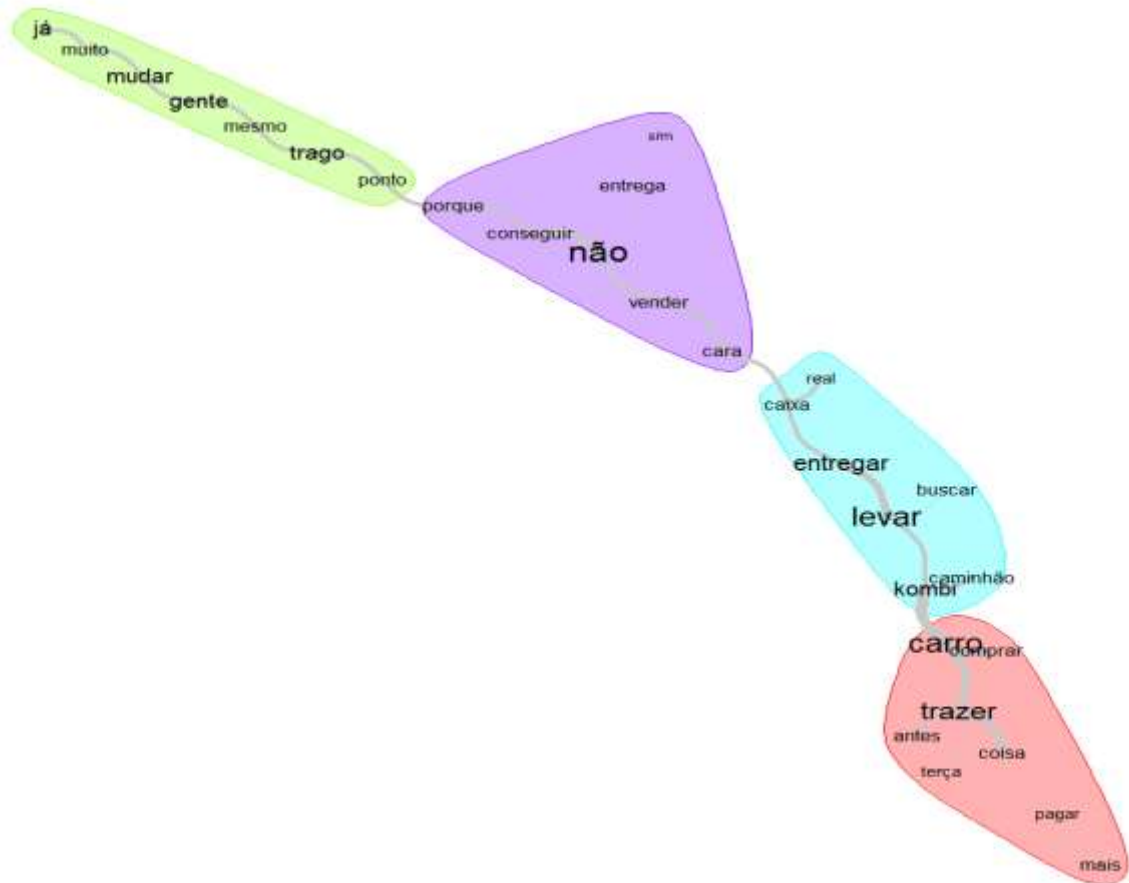 já
muito
mudar
gente
mesmo
trago
ponto
sim
entrega
porque
conseguir
não
vender
cara
real
caixa
entregar
buscar
levar
caminhão
kombi
carro
comprar
trazer
antes
coisa
terça
pagar
mais